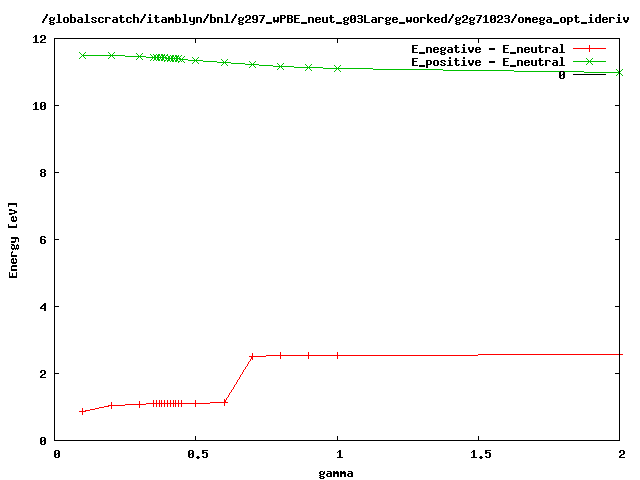 /globalscratch/itamblyn/bnl/g297_wPBE_neut_g03Large_worked/g2g71023/omega_opt_ideriv
E_negative - E_neutral
E_positive - E_neutral
0
12
10
8
6
4
2
0
Energy [eV]
0 0.5 1 1.5 2
gamma